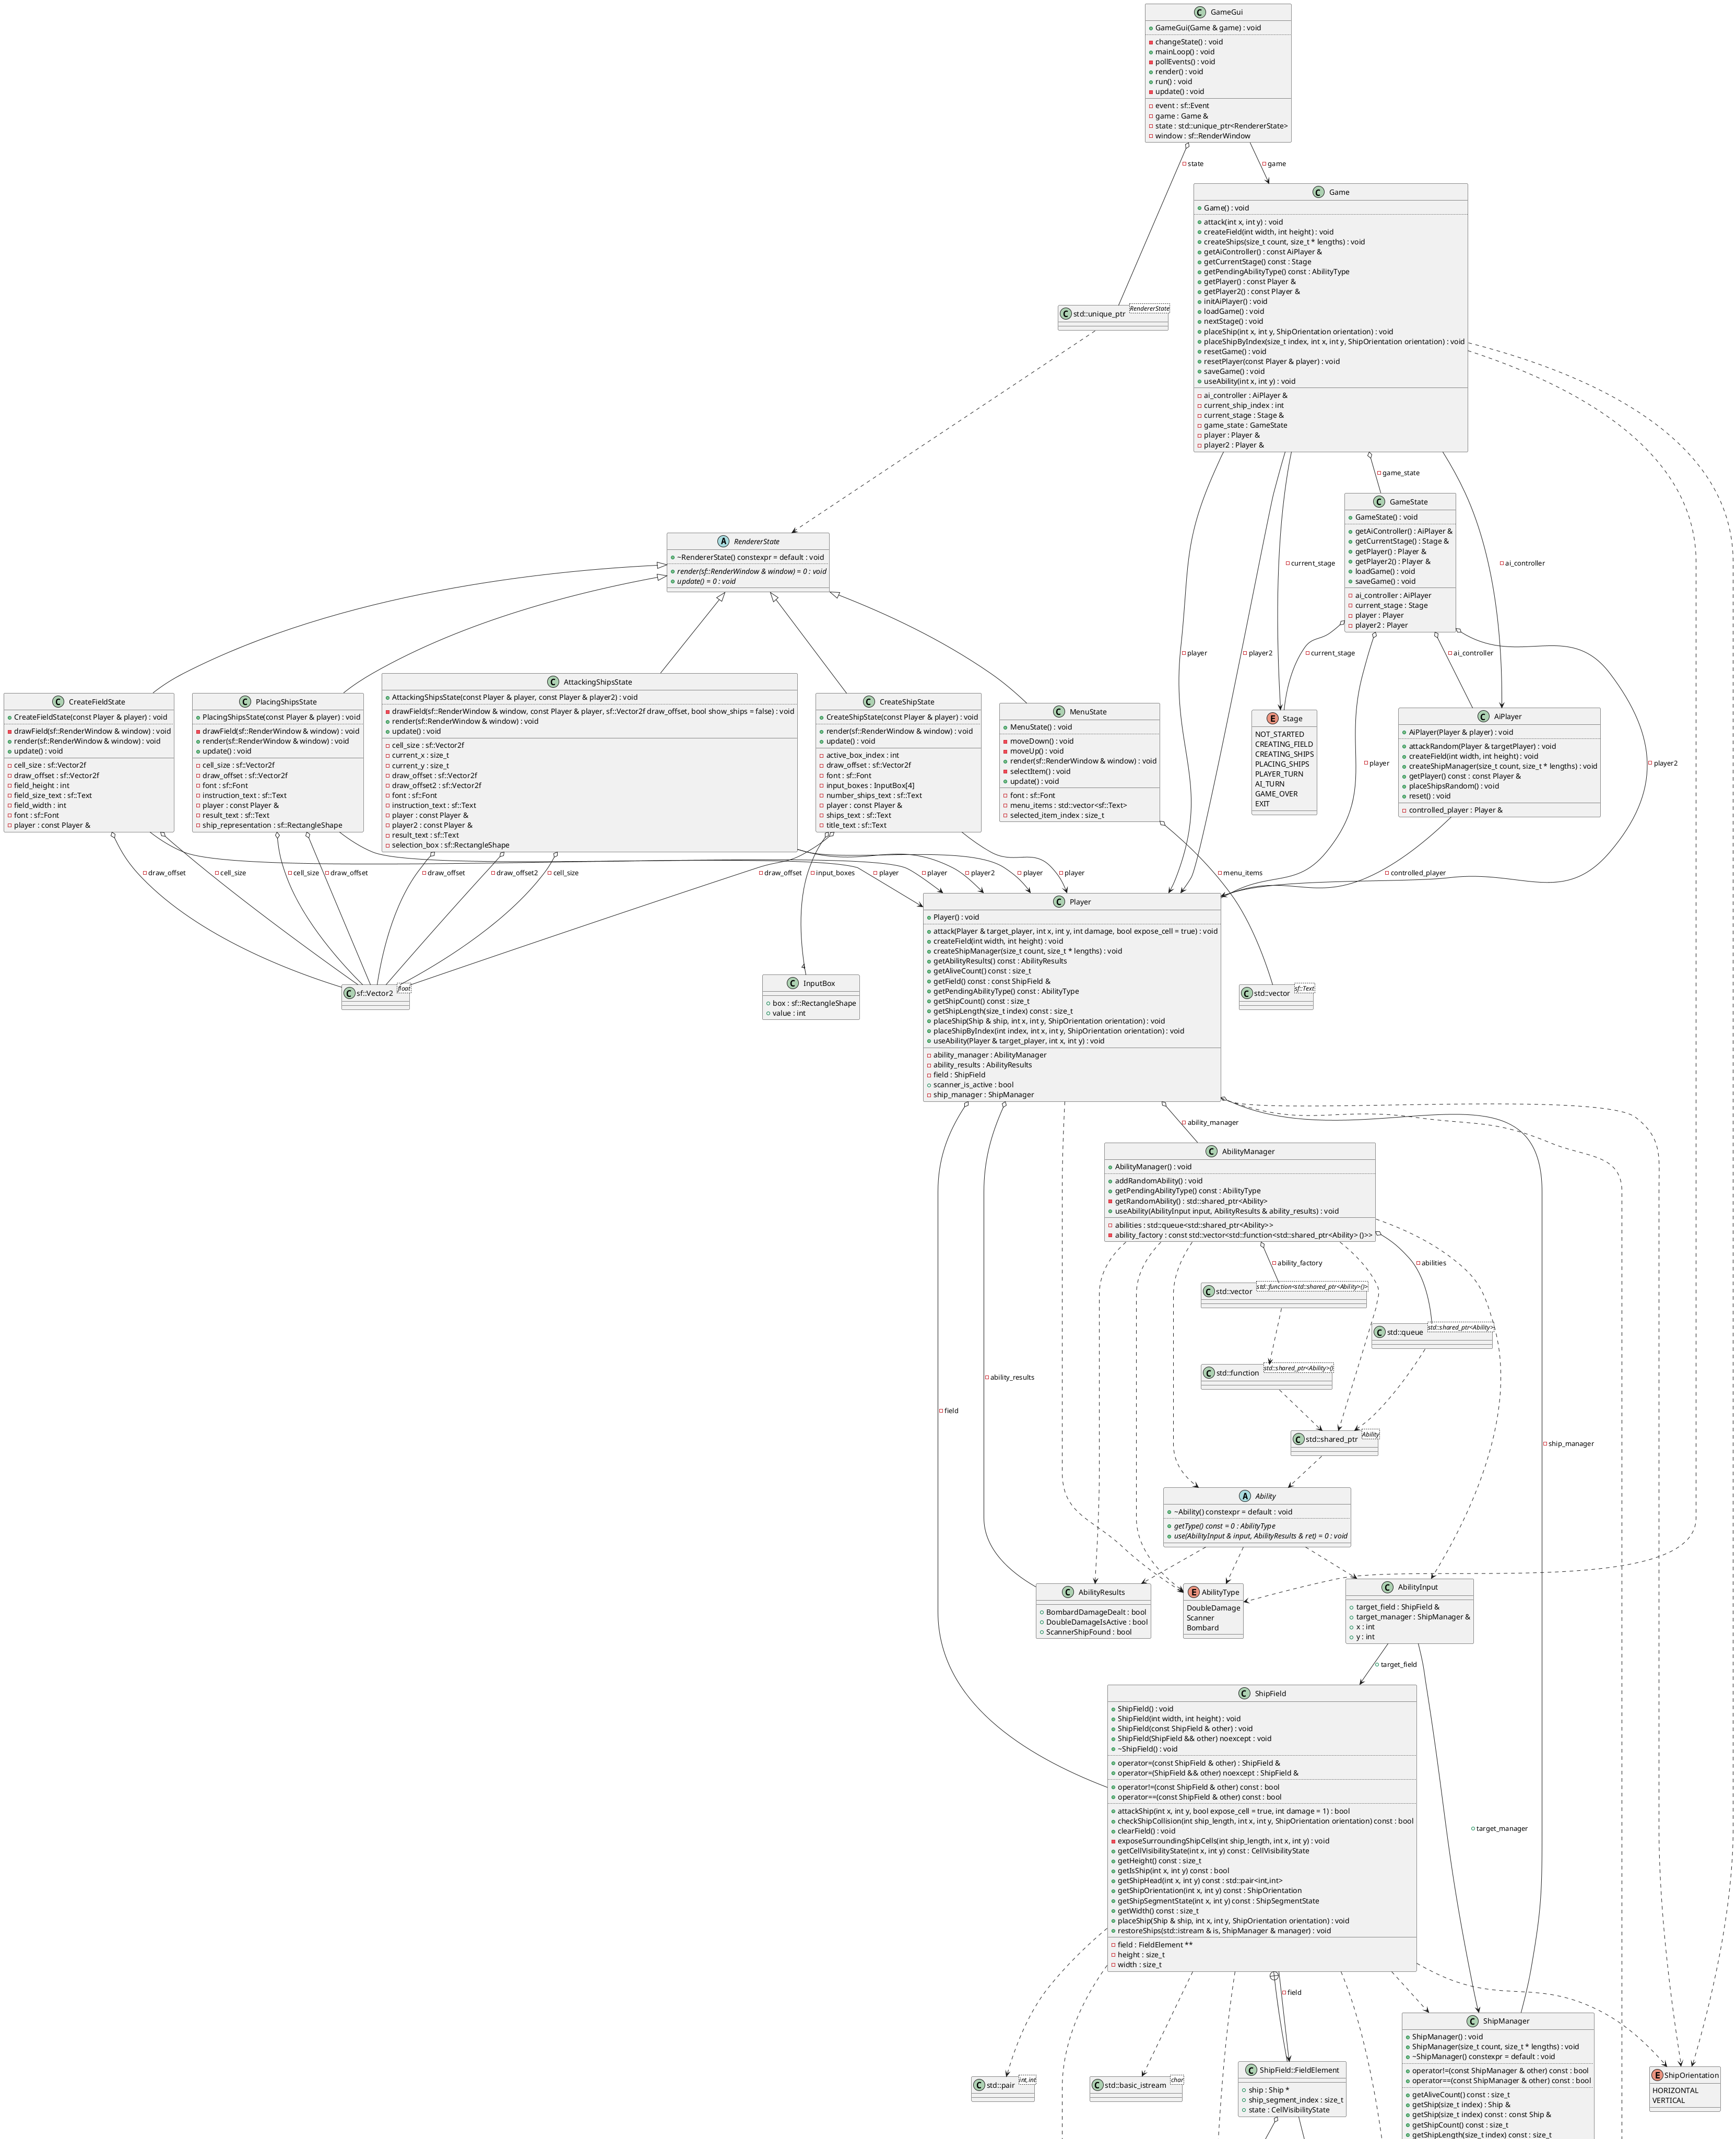 GameGui
GameGui(Game & game) : void
changeState() : void
mainLoop() : void
pollEvents() : void
render() : void
run() : void
update() : void
event : sf::Event
game : Game &
state : std::unique_ptr<RendererState>
window : sf::RenderWindow
state
game
Game
Game() : void
attack(int x, int y) : void
createField(int width, int height) : void
createShips(size_t count, size_t * lengths) : void
getAiController() : const AiPlayer &
getCurrentStage() const : Stage
getPendingAbilityType() const : AbilityType
getPlayer() : const Player &
getPlayer2() : const Player &
initAiPlayer() : void
loadGame() : void
nextStage() : void
placeShip(int x, int y, ShipOrientation orientation) : void
placeShipByIndex(size_t index, int x, int y, ShipOrientation orientation) : void
resetGame() : void
resetPlayer(const Player & player) : void
saveGame() : void
useAbility(int x, int y) : void
ai_controller : AiPlayer &
current_ship_index : int
current_stage : Stage &
game_state : GameState
player : Player &
player2 : Player &
std::unique_ptr
RendererState
game_state
GameState
GameState() : void
getAiController() : AiPlayer &
getCurrentStage() : Stage &
getPlayer() : Player &
getPlayer2() : Player &
loadGame() : void
saveGame() : void
ai_controller : AiPlayer
current_stage : Stage
player : Player
player2 : Player
current_stage
ai_controller
RendererState
~RendererState() constexpr = default : void
render(sf::RenderWindow & window) = 0 : void
update() = 0 : void
player
player2
current_stage
ai_controller
CreateFieldState
CreateFieldState(const Player & player) : void
drawField(sf::RenderWindow & window) : void
render(sf::RenderWindow & window) : void
update() : void
cell_size : sf::Vector2f
draw_offset : sf::Vector2f
field_height : int
field_size_text : sf::Text
field_width : int
font : sf::Font
player : const Player &
PlacingShipsState
PlacingShipsState(const Player & player) : void
drawField(sf::RenderWindow & window) : void
render(sf::RenderWindow & window) : void
update() : void
cell_size : sf::Vector2f
draw_offset : sf::Vector2f
font : sf::Font
instruction_text : sf::Text
player : const Player &
result_text : sf::Text
ship_representation : sf::RectangleShape
AttackingShipsState
AttackingShipsState(const Player & player, const Player & player2) : void
drawField(sf::RenderWindow & window, const Player & player, sf::Vector2f draw_offset, bool show_ships = false) : void
render(sf::RenderWindow & window) : void
update() : void
cell_size : sf::Vector2f
current_x : size_t
current_y : size_t
draw_offset : sf::Vector2f
draw_offset2 : sf::Vector2f
font : sf::Font
instruction_text : sf::Text
player : const Player &
player2 : const Player &
result_text : sf::Text
selection_box : sf::RectangleShape
CreateShipState
CreateShipState(const Player & player) : void
render(sf::RenderWindow & window) : void
update() : void
active_box_index : int
draw_offset : sf::Vector2f
font : sf::Font
input_boxes : InputBox[4]
number_ships_text : sf::Text
player : const Player &
ships_text : sf::Text
title_text : sf::Text
MenuState
MenuState() : void
moveDown() : void
moveUp() : void
render(sf::RenderWindow & window) : void
selectItem() : void
update() : void
font : sf::Font
menu_items : std::vector<sf::Text>
selected_item_index : size_t
Stage
NOT_STARTED
CREATING_FIELD
CREATING_SHIPS
PLACING_SHIPS
PLAYER_TURN
AI_TURN
GAME_OVER
EXIT
AiPlayer
AiPlayer(Player & player) : void
attackRandom(Player & targetPlayer) : void
createField(int width, int height) : void
createShipManager(size_t count, size_t * lengths) : void
getPlayer() const : const Player &
placeShipsRandom() : void
reset() : void
controlled_player : Player &
player
player2
draw_offset
cell_size
cell_size
draw_offset
draw_offset
draw_offset2
cell_size
draw_offset
input_boxes
player
player
player2
player
player
menu_items
controlled_player
4
sf::Vector2
float
InputBox
box : sf::RectangleShape
value : int
Player
Player() : void
attack(Player & target_player, int x, int y, int damage, bool expose_cell = true) : void
createField(int width, int height) : void
createShipManager(size_t count, size_t * lengths) : void
getAbilityResults() const : AbilityResults
getAliveCount() const : size_t
getField() const : const ShipField &
getPendingAbilityType() const : AbilityType
getShipCount() const : size_t
getShipLength(size_t index) const : size_t
placeShip(Ship & ship, int x, int y, ShipOrientation orientation) : void
placeShipByIndex(int index, int x, int y, ShipOrientation orientation) : void
useAbility(Player & target_player, int x, int y) : void
ability_manager : AbilityManager
ability_results : AbilityResults
field : ShipField
scanner_is_active : bool
ship_manager : ShipManager
std::vector
sf::Text
ability_manager
AbilityManager
AbilityManager() : void
addRandomAbility() : void
getPendingAbilityType() const : AbilityType
getRandomAbility() : std::shared_ptr<Ability>
useAbility(AbilityInput input, AbilityResults & ability_results) : void
abilities : std::queue<std::shared_ptr<Ability>>
ability_factory : const std::vector<std::function<std::shared_ptr<Ability> ()>>
ability_factory
abilities
std::vector
std::function<std::shared_ptr<Ability>()>
std::queue
std::shared_ptr<Ability>
std::function
std::shared_ptr<Ability>()
field
ability_results
ship_manager
std::shared_ptr
Ability
Ability
~Ability() constexpr = default : void
getType() const = 0 : AbilityType
use(AbilityInput & input, AbilityResults & ret) = 0 : void
AbilityResults
BombardDamageDealt : bool
DoubleDamageIsActive : bool
ScannerShipFound : bool
AbilityType
DoubleDamage
Scanner
Bombard
AbilityInput
target_field : ShipField &
target_manager : ShipManager &
x : int
y : int
target_field
target_manager
ShipField
ShipField() : void
ShipField(int width, int height) : void
ShipField(const ShipField & other) : void
ShipField(ShipField && other) noexcept : void
~ShipField() : void
operator=(const ShipField & other) : ShipField &
operator=(ShipField && other) noexcept : ShipField &
operator!=(const ShipField & other) const : bool
operator==(const ShipField & other) const : bool
attackShip(int x, int y, bool expose_cell = true, int damage = 1) : bool
checkShipCollision(int ship_length, int x, int y, ShipOrientation orientation) const : bool
clearField() : void
exposeSurroundingShipCells(int ship_length, int x, int y) : void
getCellVisibilityState(int x, int y) const : CellVisibilityState
getHeight() const : size_t
getIsShip(int x, int y) const : bool
getShipHead(int x, int y) const : std::pair<int,int>
getShipOrientation(int x, int y) const : ShipOrientation
getShipSegmentState(int x, int y) const : ShipSegmentState
getWidth() const : size_t
placeShip(Ship & ship, int x, int y, ShipOrientation orientation) : void
restoreShips(std::istream & is, ShipManager & manager) : void
field : FieldElement **
height : size_t
width : size_t
field
std::pair
int,int
std::basic_istream
char
ShipField::FieldElement
ship : Ship *
ship_segment_index : size_t
state : CellVisibilityState
ShipManager
ShipManager() : void
ShipManager(size_t count, size_t * lengths) : void
~ShipManager() constexpr = default : void
operator!=(const ShipManager & other) const : bool
operator==(const ShipManager & other) const : bool
getAliveCount() const : size_t
getShip(size_t index) : Ship &
getShip(size_t index) const : const Ship &
getShipCount() const : size_t
getShipLength(size_t index) const : size_t
ShipOrientation
HORIZONTAL
VERTICAL